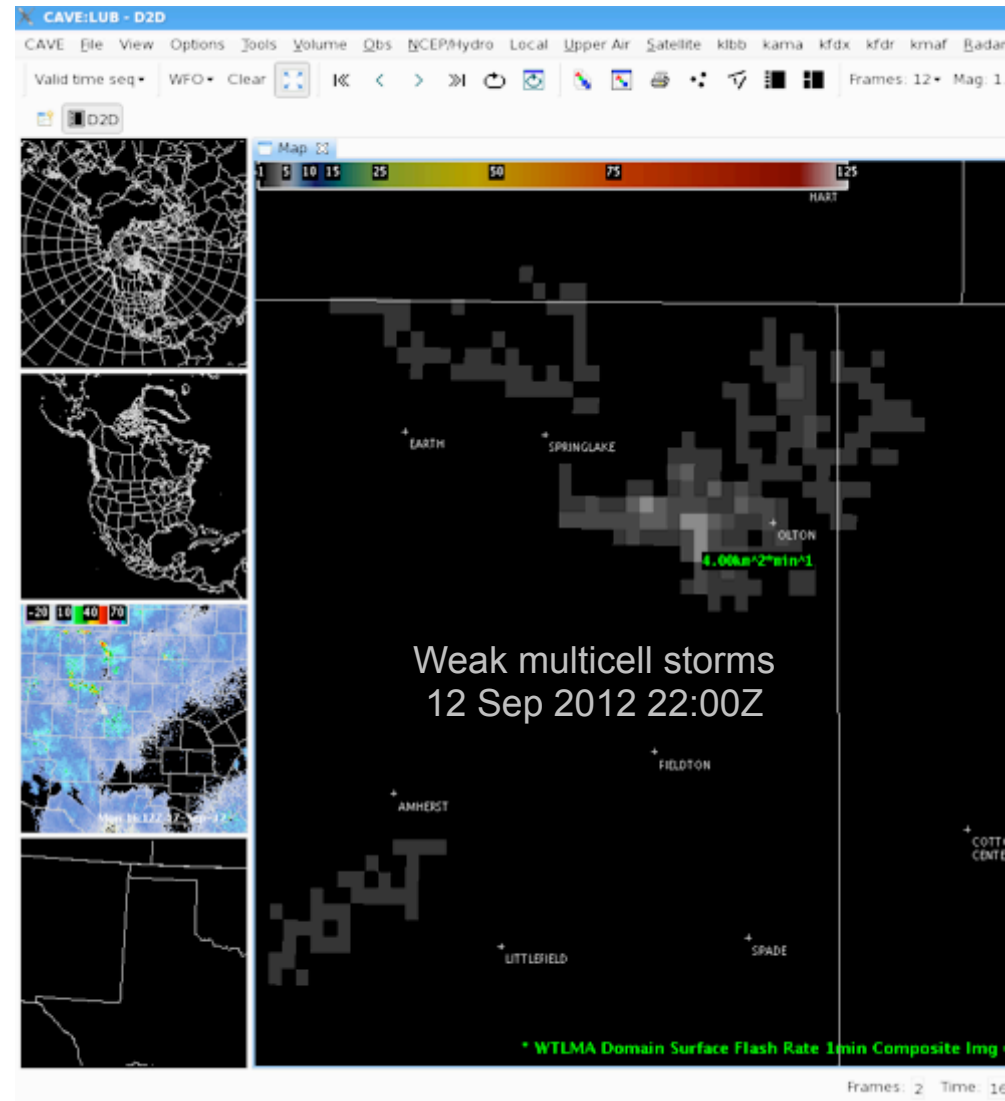 CAVE:LUB - D2D
CAVE File View Options Tools Volume Obs NCEP/Hydro Local Upper Air Satellite klbb kama kfdx kfdr kmaf Radar
Valid time seq WFO Clear Frames: 12 Mag: 1.
D2D
Map
-1 5 10 15 25 50 75 125
HART
EARTH
SPRINGLAKE
OLTON
4.00km^2*min^1
-20 10 40 70
Weak multicell storms
12 Sep 2012 22:00Z
FIELDTON
AMHERST
COTT
CENTE
LITTLEFIELD
SPADE
* WTLMA Domain Surface Flash Rate 1min Composite Img
Frames: 2 Time: 16